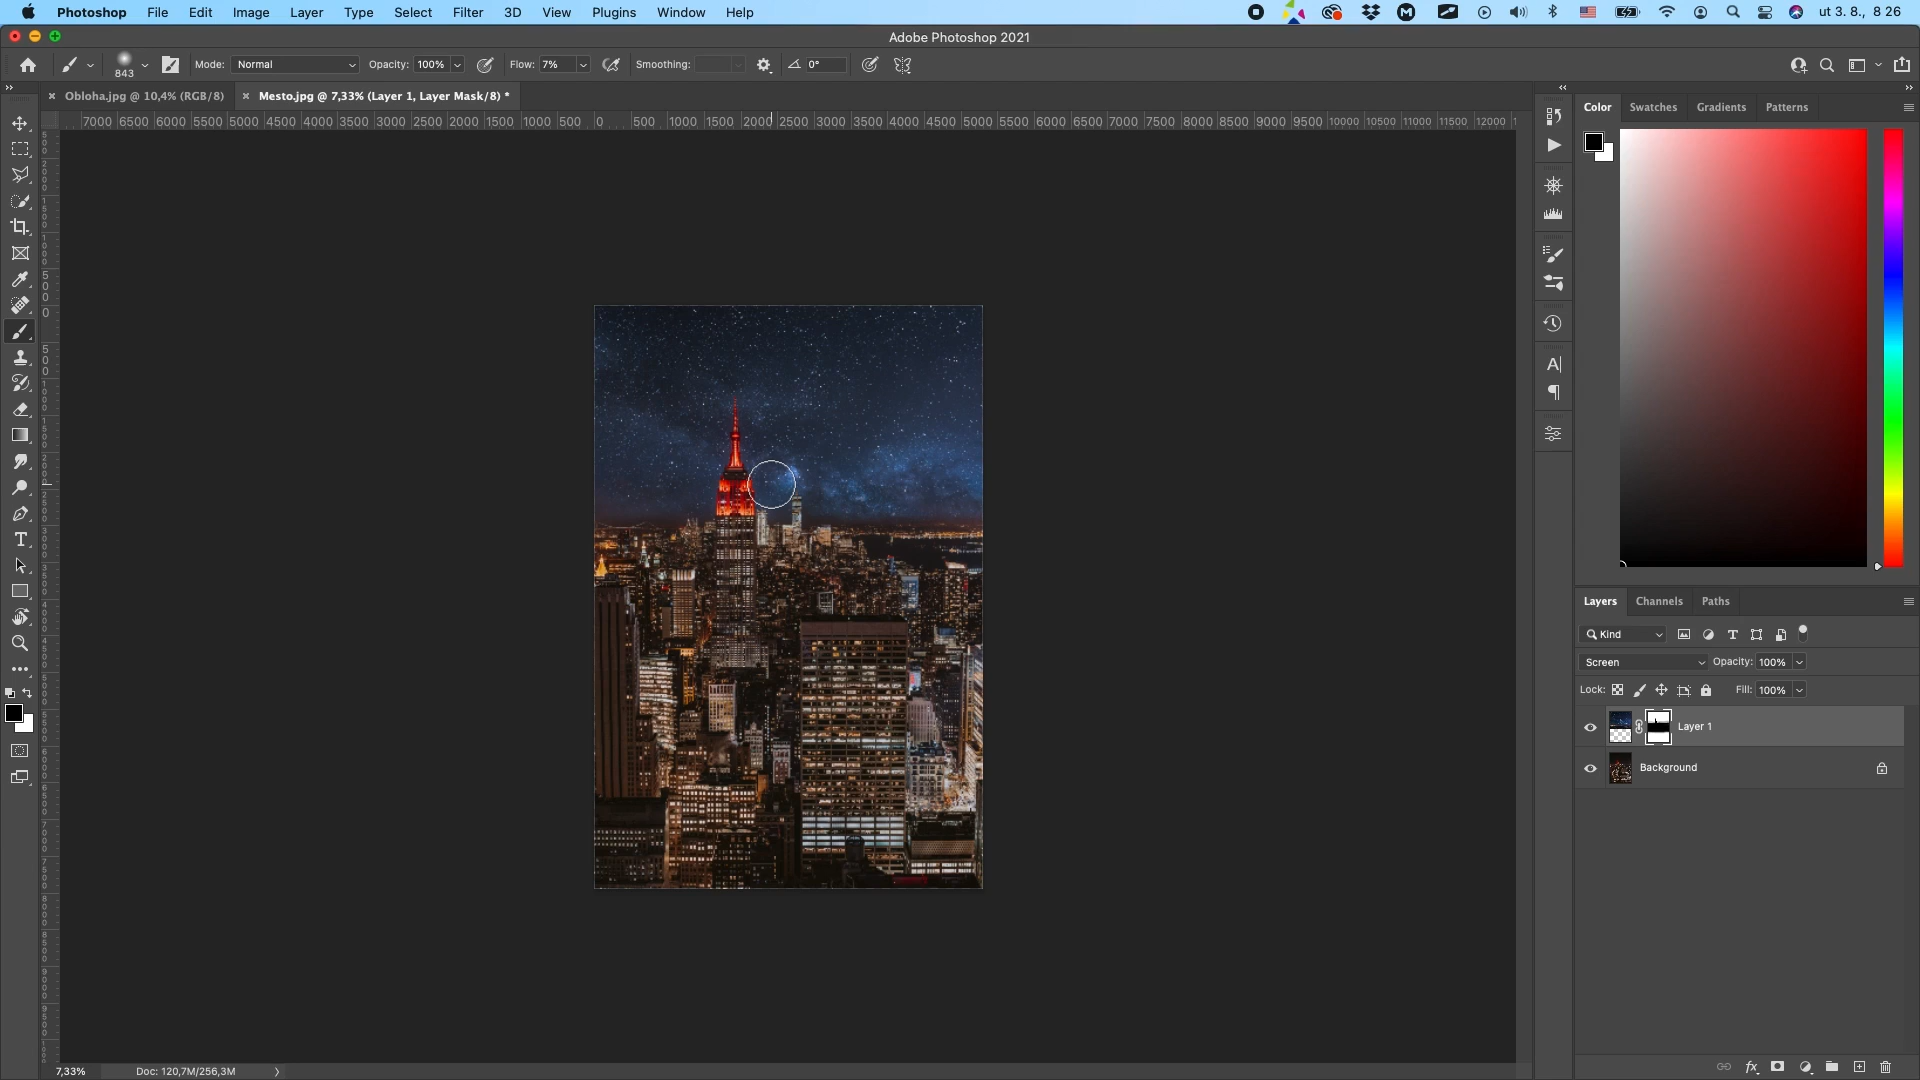 Photoshop File Edit Image Layer Type Select Filter 3D View Plugins Window Help ut 3. 8., 8 26
Adobe Photoshop 2021
843 Mode: Normal Opacity: 100% Flow: 7% Smoothing: 0°
Obloha.jpg @ 10,4% (RGB/8) Mesto.jpg @ 7,33% (Layer 1, Layer Mask/8) *
7000 6500 6000 5500 5000 4500 4000 3500 3000 2500 2000 1500 1000 500 0 500 1000 1500 2000 2500 3000 3500 4000 4500 5000 5500 6000 6500 7000 7500 8000 8500 9000 9500 10000 10500 11000 11500 12000
Color Swatches Gradients Patterns
Layers Channels Paths
Kind
Screen Opacity: 100%
Lock: Fill: 100%
Layer 1
Background
7,33% Doc: 120,7M/256,3M